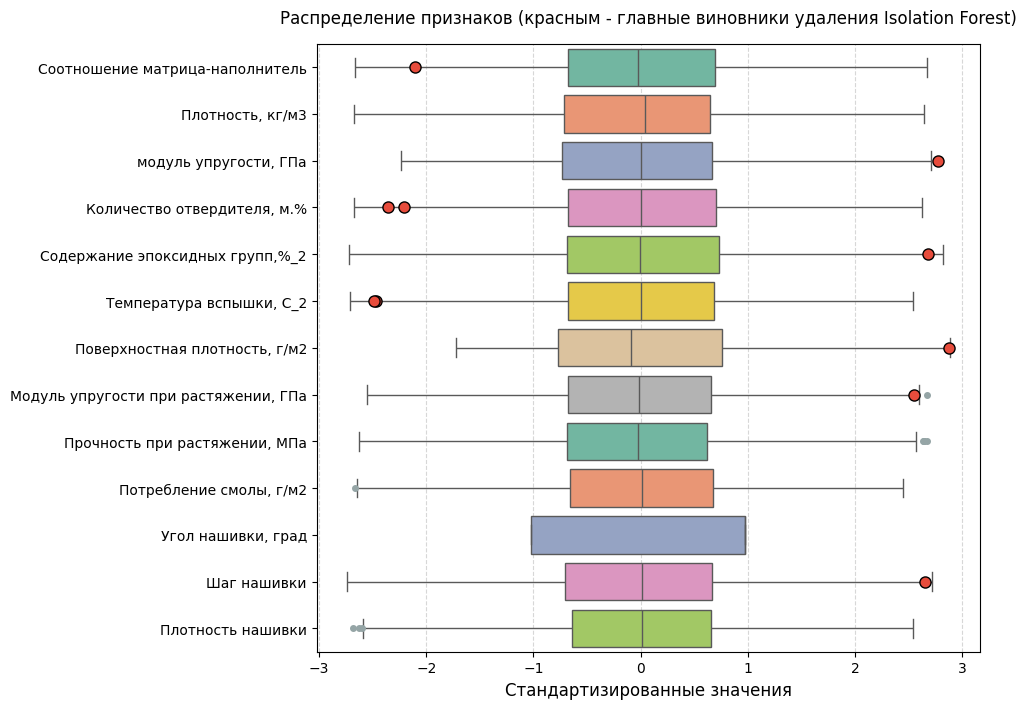 Распределение признаков (красным - главные виновники удаления Isolation Forest)
Соотношение матрица-наполнитель
Плотность, кг/м3
модуль упругости, ГПа
Количество отвердителя, м.%
Содержание эпоксидных групп,%_2
Температура вспышки, С_2
Поверхностная плотность, г/м2
Модуль упругости при растяжении, ГПа
Прочность при растяжении, МПа
Потребление смолы, г/м2
Угол нашивки, град
Шаг нашивки
Плотность нашивки
−3 −2 −1 0 1 2 3
Стандартизированные значения